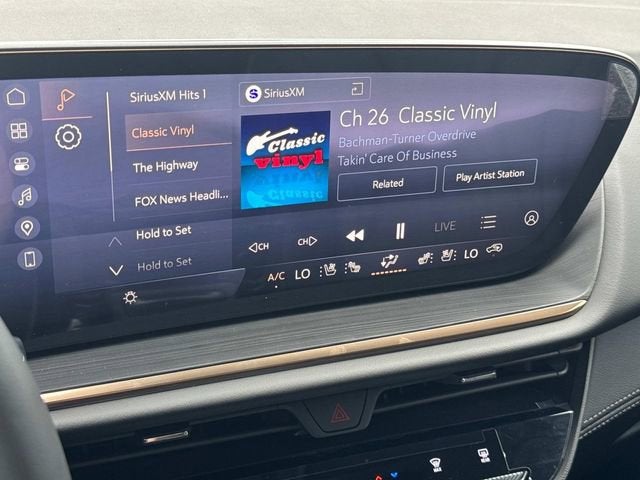 SiriusXM Hits 1
Classic Vinyl
The Highway
FOX News Headli...
Hold to Set
Hold to Set
SiriusXM
Classic
vinyl
Ch 26 Classic Vinyl
Bachman-Turner Overdrive
Takin' Care Of Business
Related
Play Artist Station
CH
CH
LIVE
A/C
LO
LO